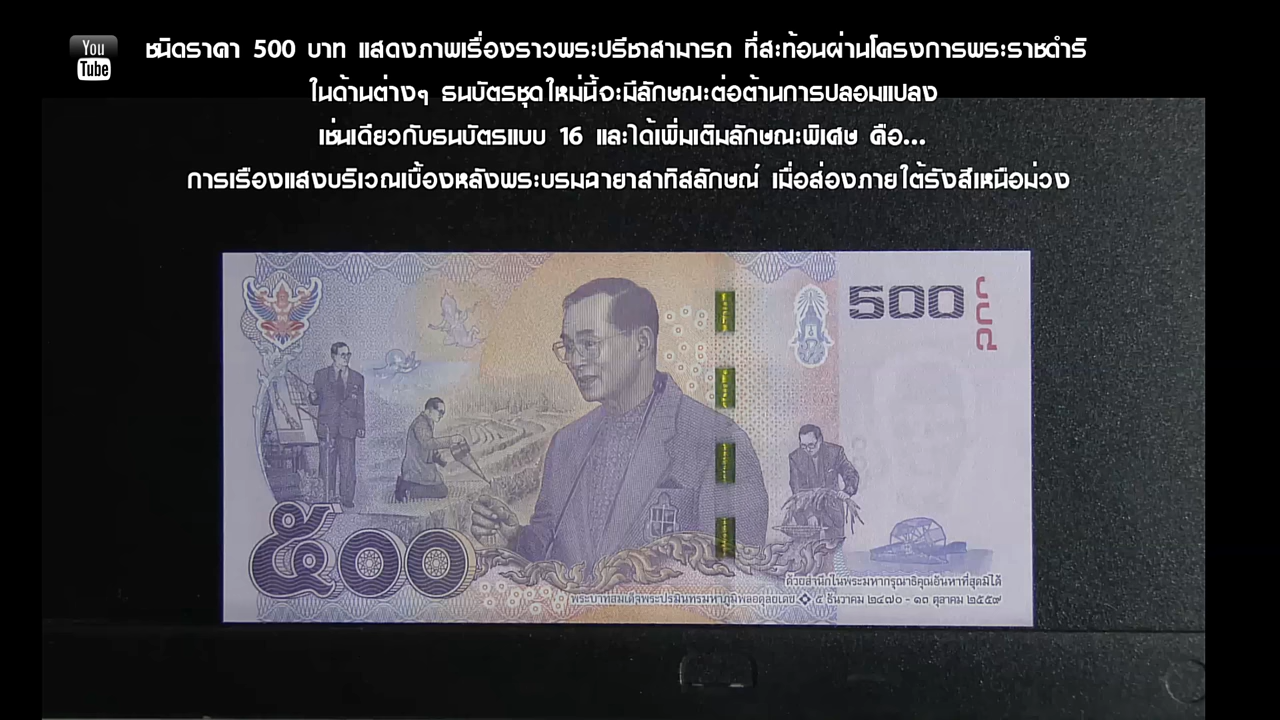 You
Tube
ชนิดราคา 500 บาท แสดงภาพเรื่องราวพระปรีชาสามารถ ที่สะท้อนผ่านโครงการพระราชดำริ
ในด้านต่างๆ ธนบัตรชุดใหม่นี้จะมีลักษณะต่อต้านการปลอมแปลง
เช่นเดียวกับธนบัตรแบบ 16 และได้เพิ่มเติมลักษณะพิเศษ คือ...
การเรืองแสงบริเวณเบื้องหลังพระบรมฉายาสาทิสลักษณ์ เมื่อส่องภายใต้รังสีเหนือม่วง
500
๕๐๐
ด้วยสำนึกในพระมหากรุณาธิคุณอันหาที่สุดมิได้
พระบาทสมเด็จพระปรมินทรมหาภูมิพลอดุลยเดช ๕ ธันวาคม ๒๔๗๐ - ๑๓ ตุลาคม ๒๕๕๙